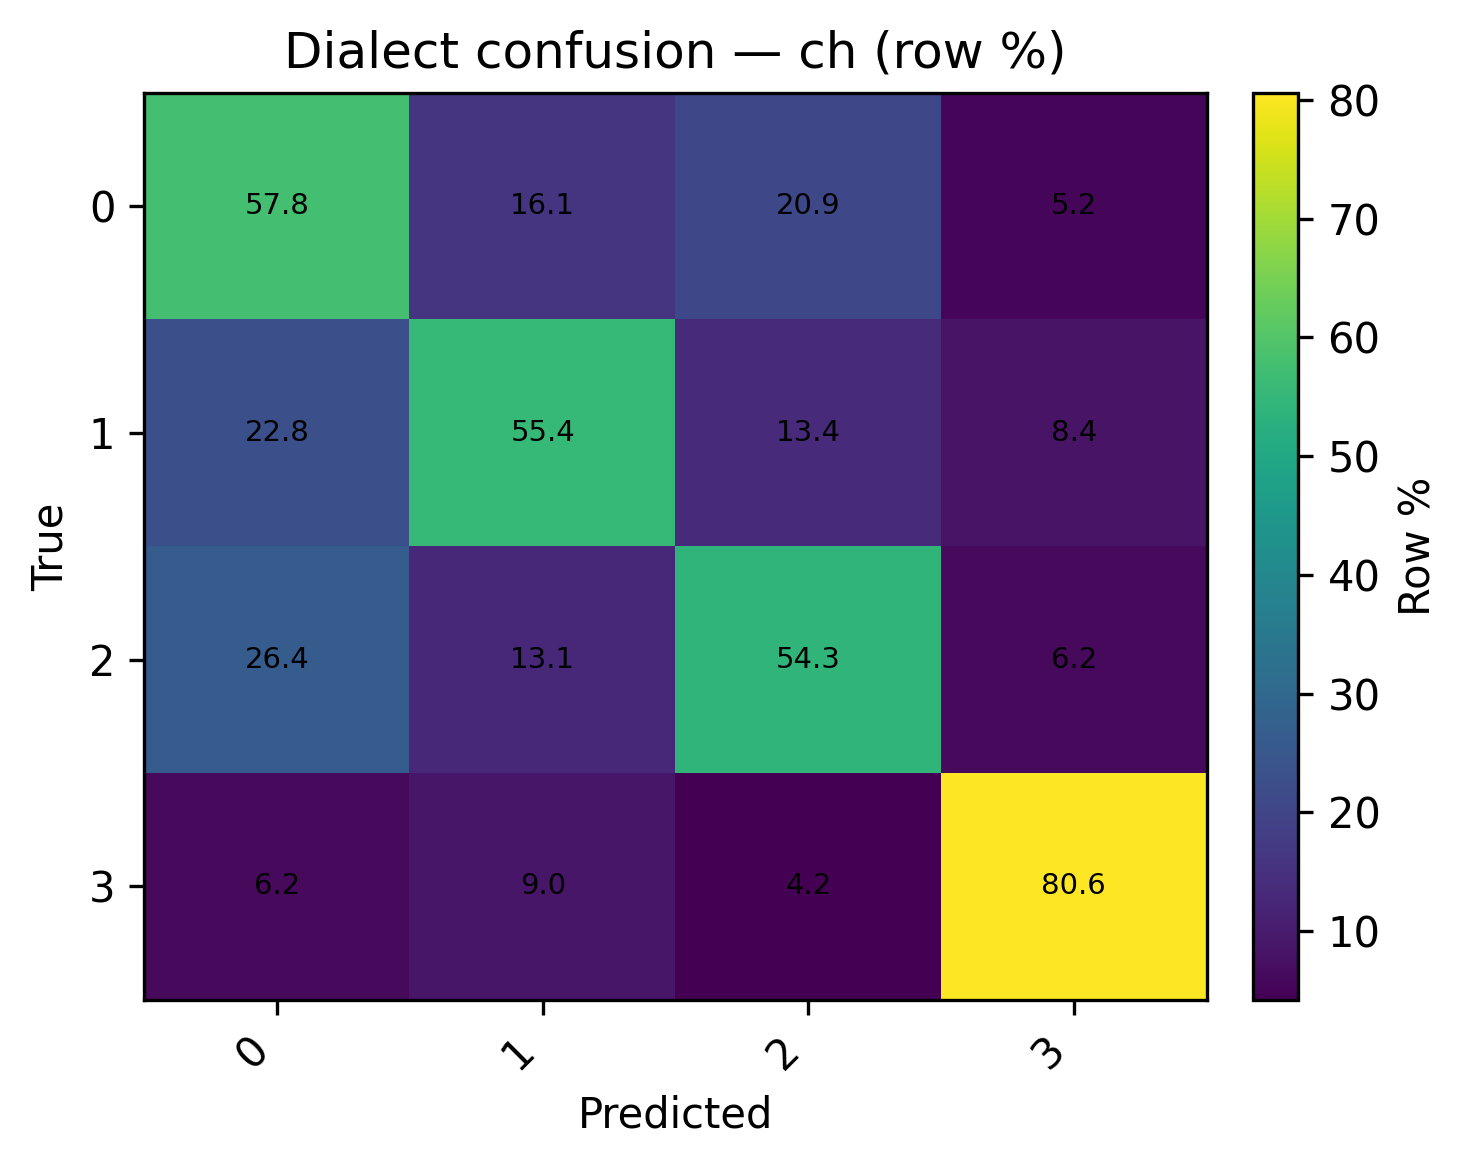 Dialect confusion — ch (row %)
0 57.8 16.1 20.9 5.2
1 22.8 55.4 13.4 8.4
2 26.4 13.1 54.3 6.2
3 6.2 9.0 4.2 80.6
0 1 2 3
True
Predicted
80
70
60
50
40
30
20
10
Row %